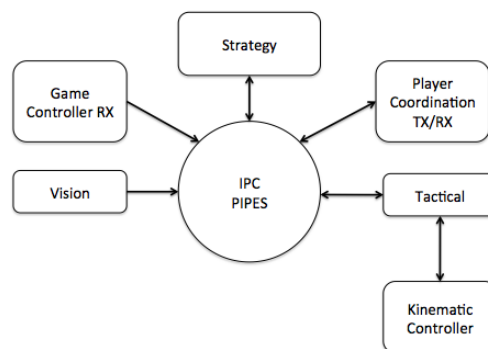 Strategy
Game
Controller RX
Player
Coordination
TX/RX
Vision
IPC
PIPES
Tactical
Kinematic
Controller